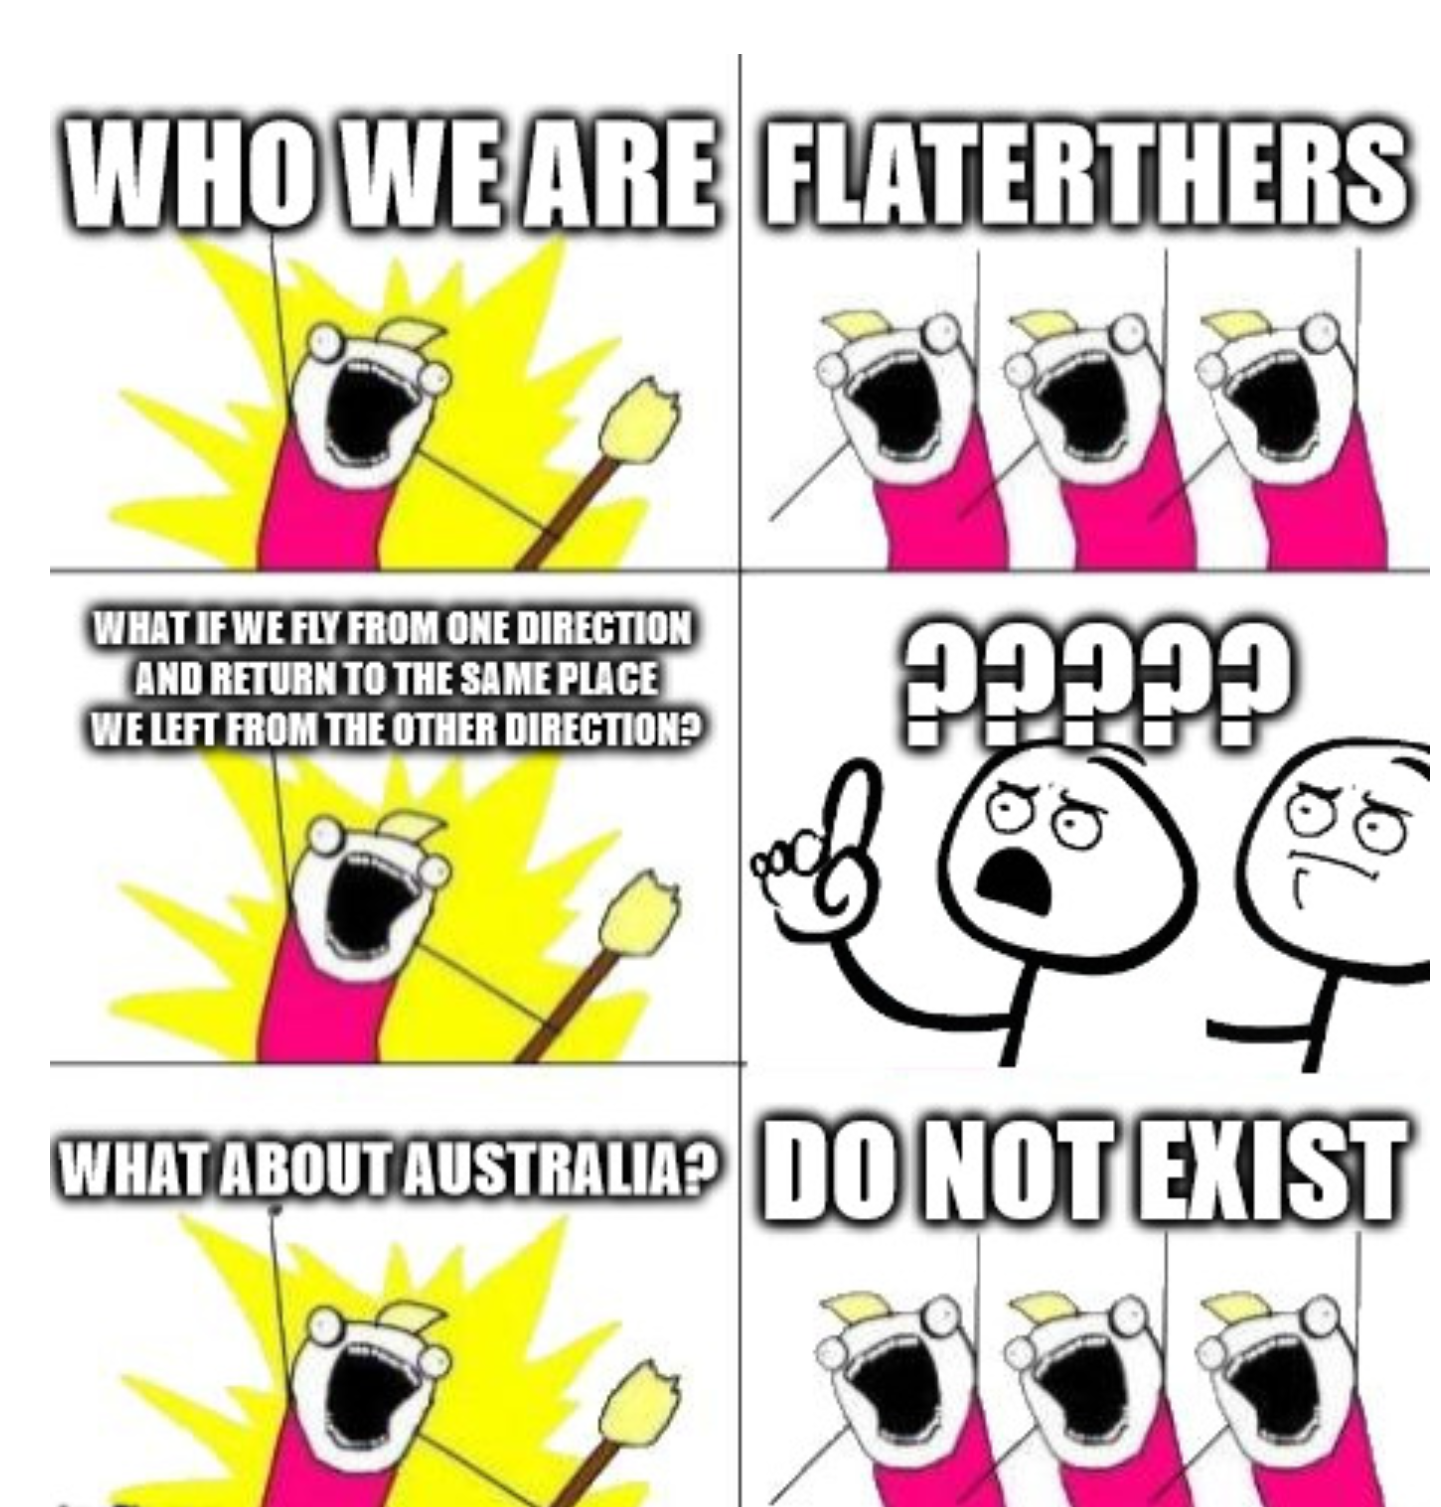 WHO WE ARE
FLATERTHERS
WHAT IF WE FLY FROM ONE DIRECTION
AND RETURN TO THE SAME PLACE
WE LEFT FROM THE OTHER DIRECTION?
?????
WHAT ABOUT AUSTRALIA?
DO NOT EXIST